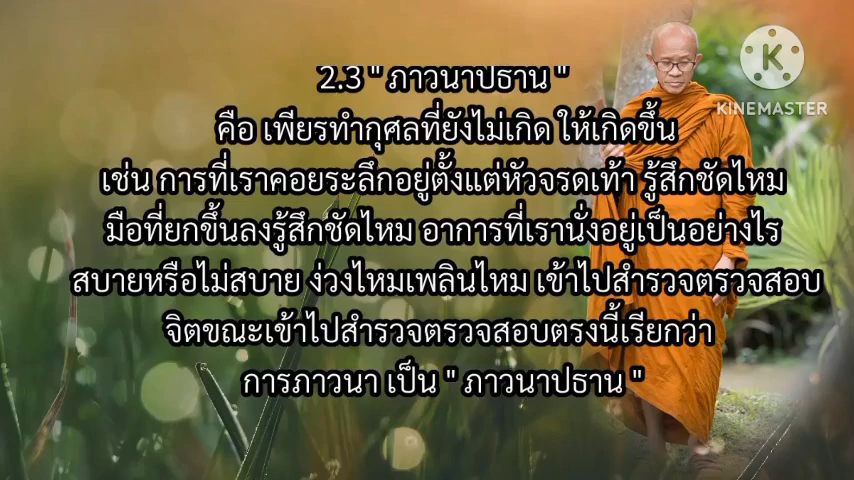 2.3 " ภาวนาปธาน "
คือ เพียรทำกุศลที่ยังไม่เกิด ให้เกิดขึ้น
เช่น การที่เราคอยระลึกอยู่ตั้งแต่หัวจรดเท้า รู้สึกชัดไหม
มือที่ยกขึ้นลงรู้สึกชัดไหม อาการที่เรานั่งอยู่เป็นอย่างไร
สบายหรือไม่สบาย ง่วงไหมเพลินไหม เข้าไปสำรวจตรวจสอบ
จิตขณะเข้าไปสำรวจตรวจสอบตรงนี้เรียกว่า
การภาวนา เป็น " ภาวนาปธาน "
K
KINEMASTER